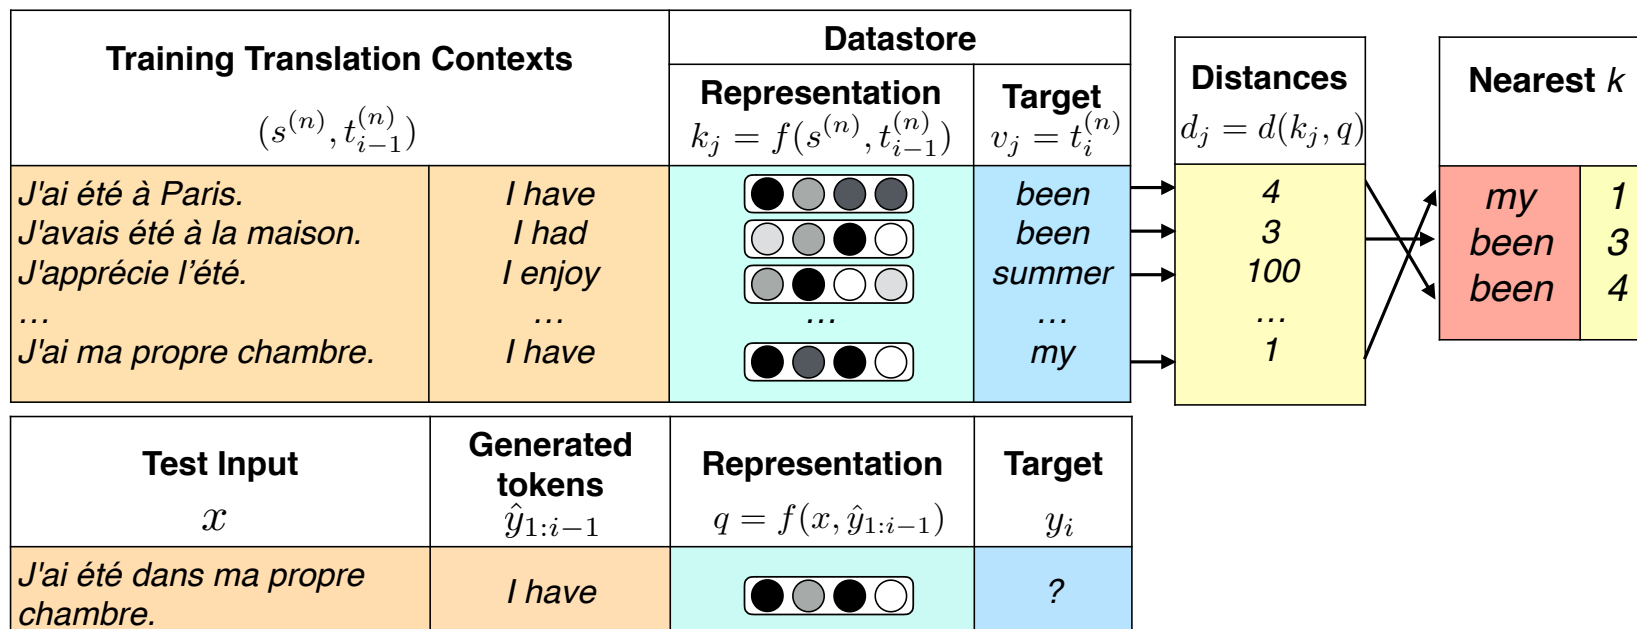 Training Translation Contexts
(s^{(n)}, t_{i-1}^{(n)})
Datastore
Representation
k_j = f(s^{(n)}, t_{i-1}^{(n)})
Target
v_j = t_i^{(n)}
Distances
d_j = d(k_j, q)
Nearest k
J'ai été à Paris. I have been 4 my 1
J'avais été à la maison. I had been 3 been 3
J'apprécie l'été. I enjoy summer 100 been 4
... ... ... ... ...
J'ai ma propre chambre. I have my 1
Test Input
x
Generated
tokens
ŷ_{1:i−1}
Representation
q = f(x, ŷ_{1:i−1})
Target
y_i
J'ai été dans ma propre
chambre.
I have
?